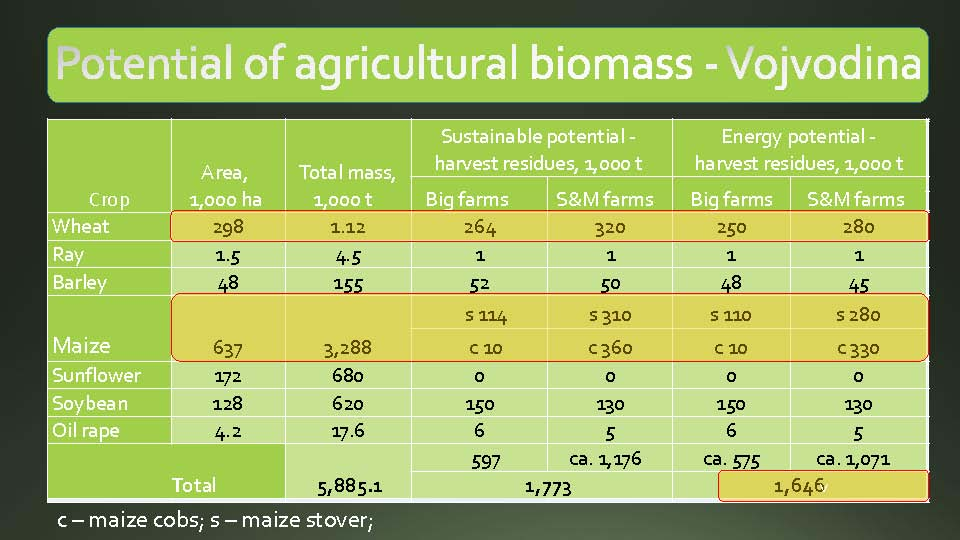 Potential of agricultural biomass - Vojvodina
Crop Area, 1,000 ha Total mass, 1,000 t Sustainable potential - harvest residues, 1,000 t Energy potential - harvest residues, 1,000 t
Big farms S&M farms Big farms S&M farms
Wheat 298 1.12 264 320 250 280
Ray 1.5 4.5 1 1 1 1
Barley 48 155 52 50 48 45
s 114 s 310 s 110 s 280
Maize 637 3,288 c 10 c 360 c 10 c 330
Sunflower 172 680 0 0 0 0
Soybean 128 620 150 130 150 130
Oil rape 4.2 17.6 6 5 6 5
597 ca. 1,176 ca. 575 ca. 1,071
Total 5,885.1 1,773 1,646
c – maize cobs; s – maize stover;